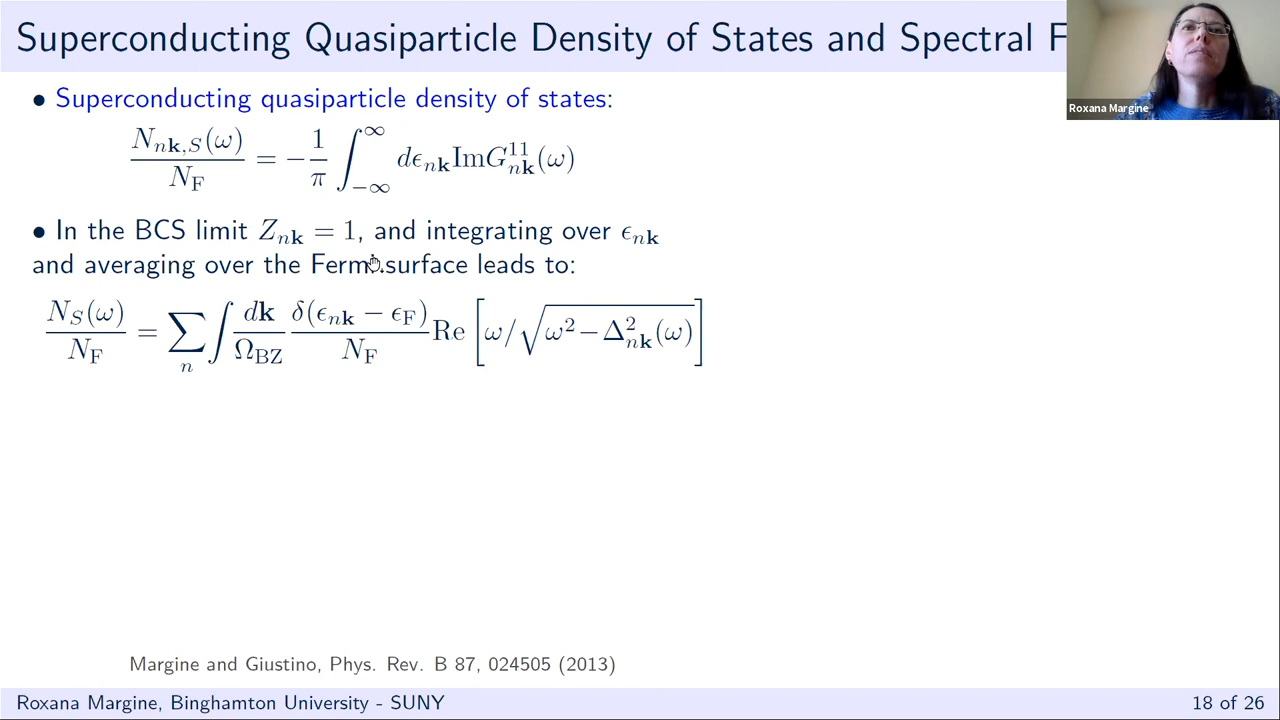 Superconducting Quasiparticle Density of States and Spectral F
Roxana Margine
• Superconducting quasiparticle density of states:
N_{n𝐤,S}(ω)/N_F = −(1/π) ∫_{−∞}^{∞} dϵ_{n𝐤} Im G^{11}_{n𝐤}(ω)
• In the BCS limit Z_{n𝐤} = 1, and integrating over ϵ_{n𝐤}
and averaging over the Fermi surface leads to:
N_S(ω)/N_F = ∑_n ∫ d𝐤/Ω_BZ δ(ϵ_{n𝐤} − ϵ_F)/N_F Re [ω/√(ω² − Δ²_{n𝐤}(ω))]
Margine and Giustino, Phys. Rev. B 87, 024505 (2013)
Roxana Margine, Binghamton University - SUNY
18 of 26